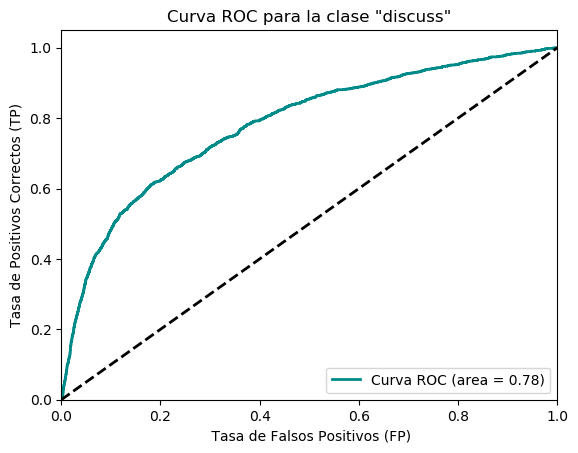 Curva ROC para la clase "discuss"
Tasa de Positivos Correctos (TP)
1.0
0.8
0.6
0.4
0.2
0.0
0.0 0.2 0.4 0.6 0.8 1.0
Tasa de Falsos Positivos (FP)
Curva ROC (area = 0.78)